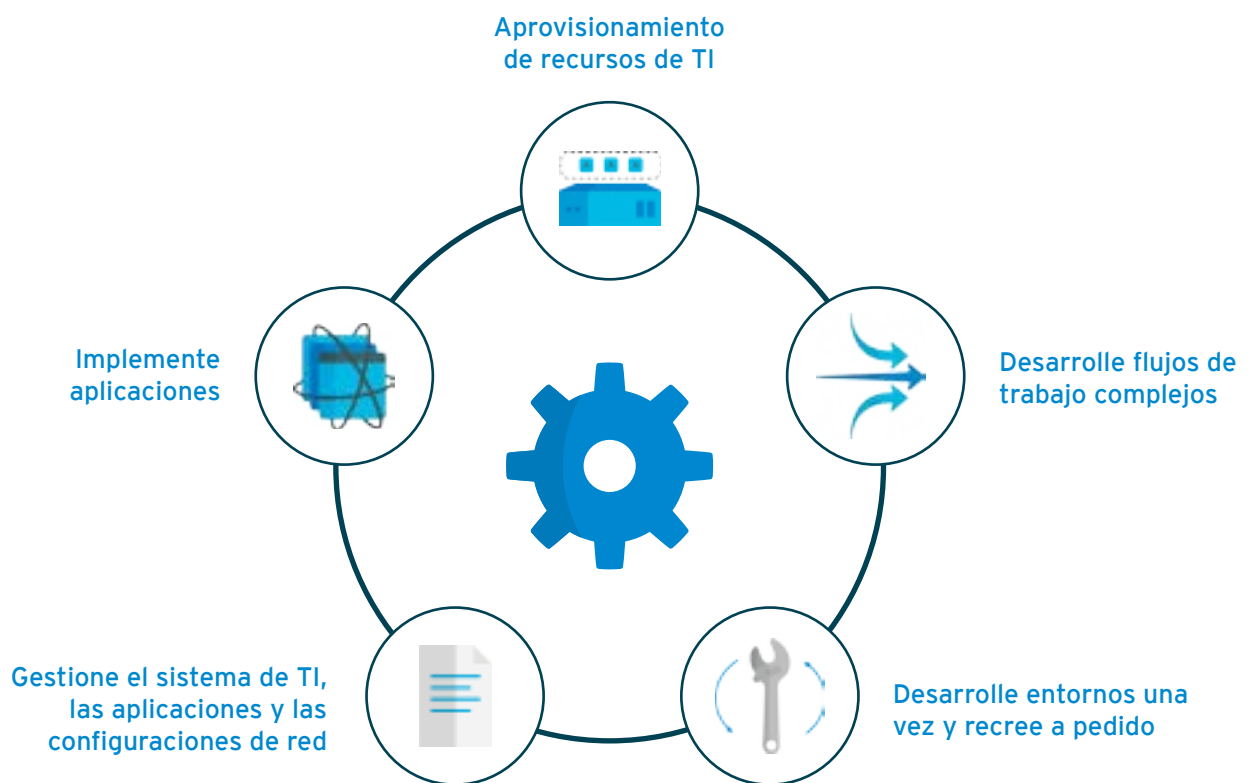 Aprovisionamiento
de recursos de TI
Implemente
aplicaciones
Desarrolle flujos de
trabajo complejos
Gestione el sistema de TI,
las aplicaciones y las
configuraciones de red
Desarrolle entornos una
vez y recree a pedido